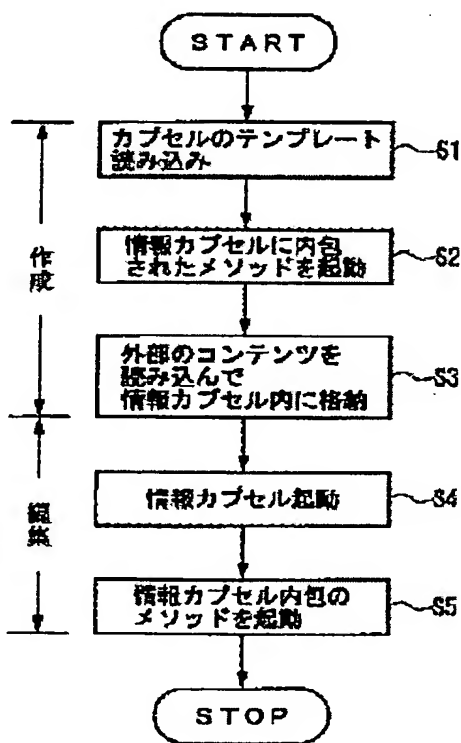 START
カプセルのテンプレート
読み込み
S1
情報カプセルに内包
されたメソッドを起動
S2
作成
外部のコンテンツを
読み込んで
情報カプセル内に格納
S3
情報カプセル起動
S4
編集
情報カプセル内包の
メソッドを起動
S5
STOP